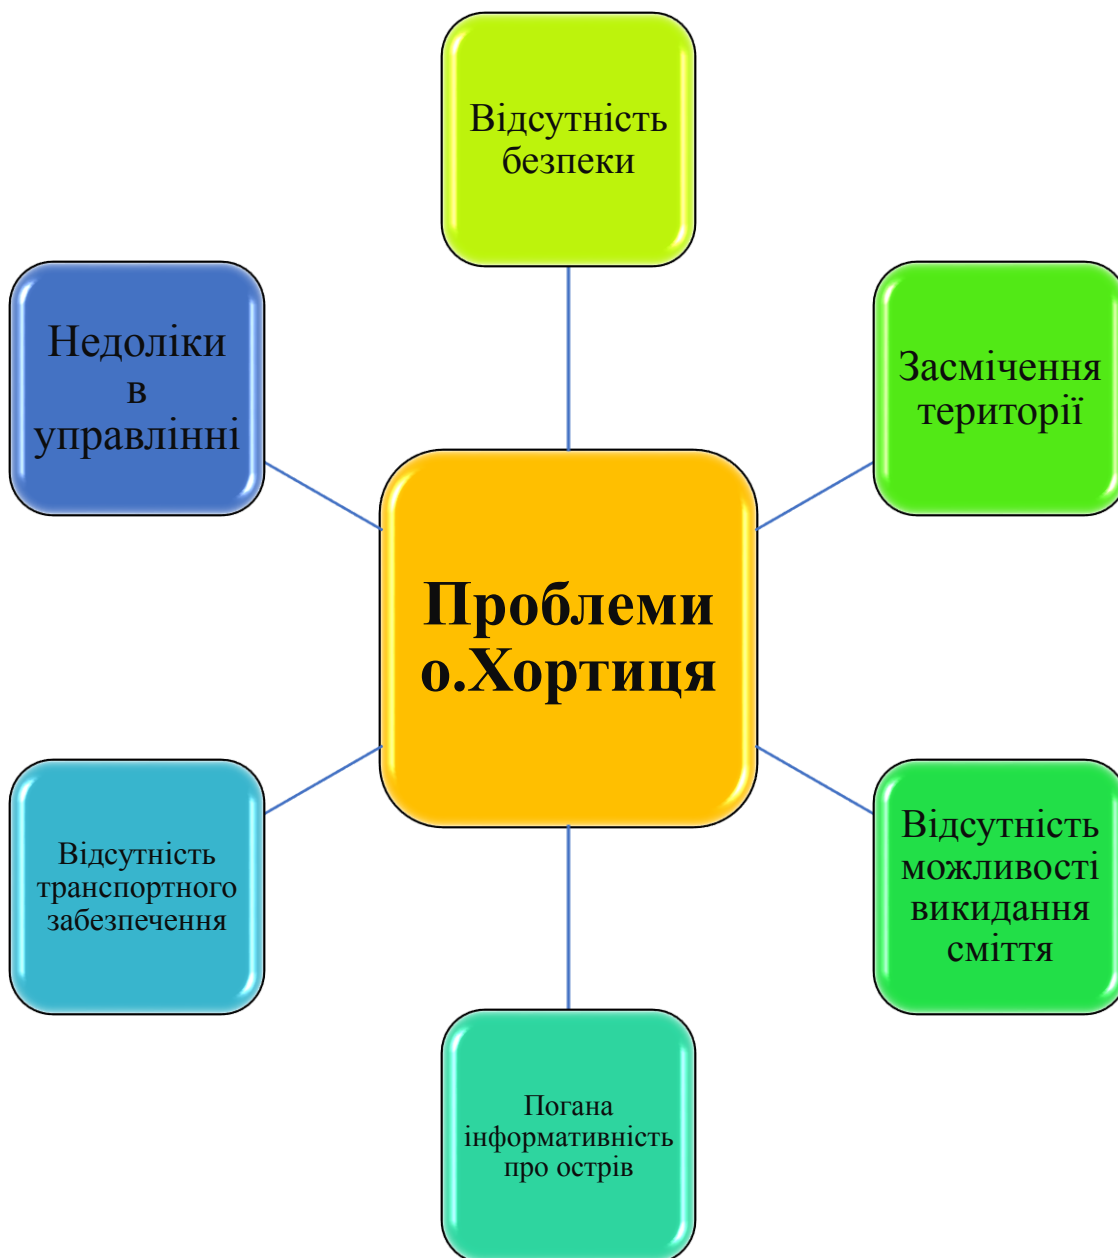 Відсутність
безпеки
Недоліки
в
управлінні
Засмічення
території
Проблеми
о.Хортиця
Відсутність
транспортного
забезпечення
Відсутність
можливості
викидання
сміття
Погана
інформативність
про острів